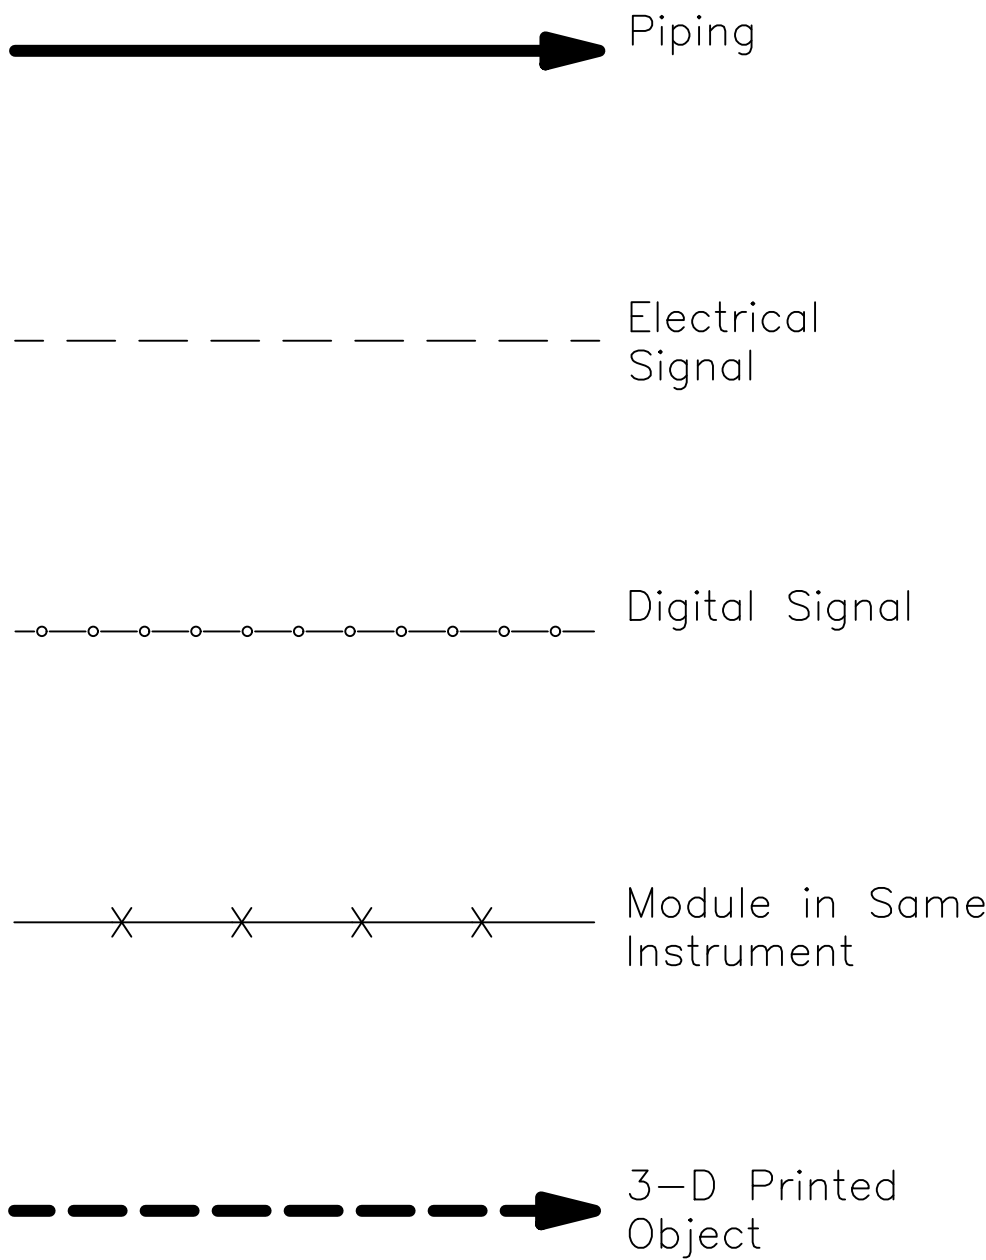 Piping
Electrical
Signal
Digital Signal
Module in Same
Instrument
3-D Printed
Object